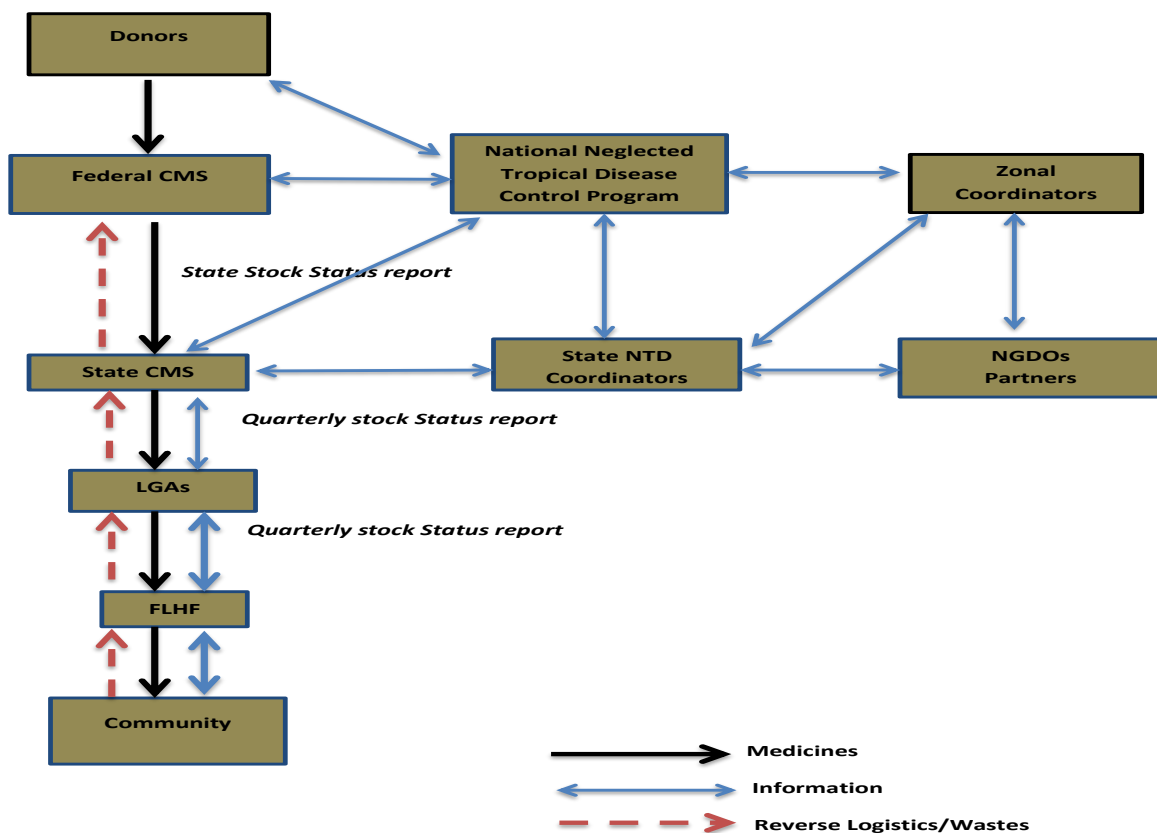 Donors
Federal CMS
National Neglected
Tropical Disease
Control Program
Zonal
Coordinators
State Stock Status report
State CMS
State NTD
Coordinators
NGDOs
Partners
Quarterly stock Status report
LGAs
Quarterly stock Status report
FLHF
Community
Medicines
Information
Reverse Logistics/Wastes